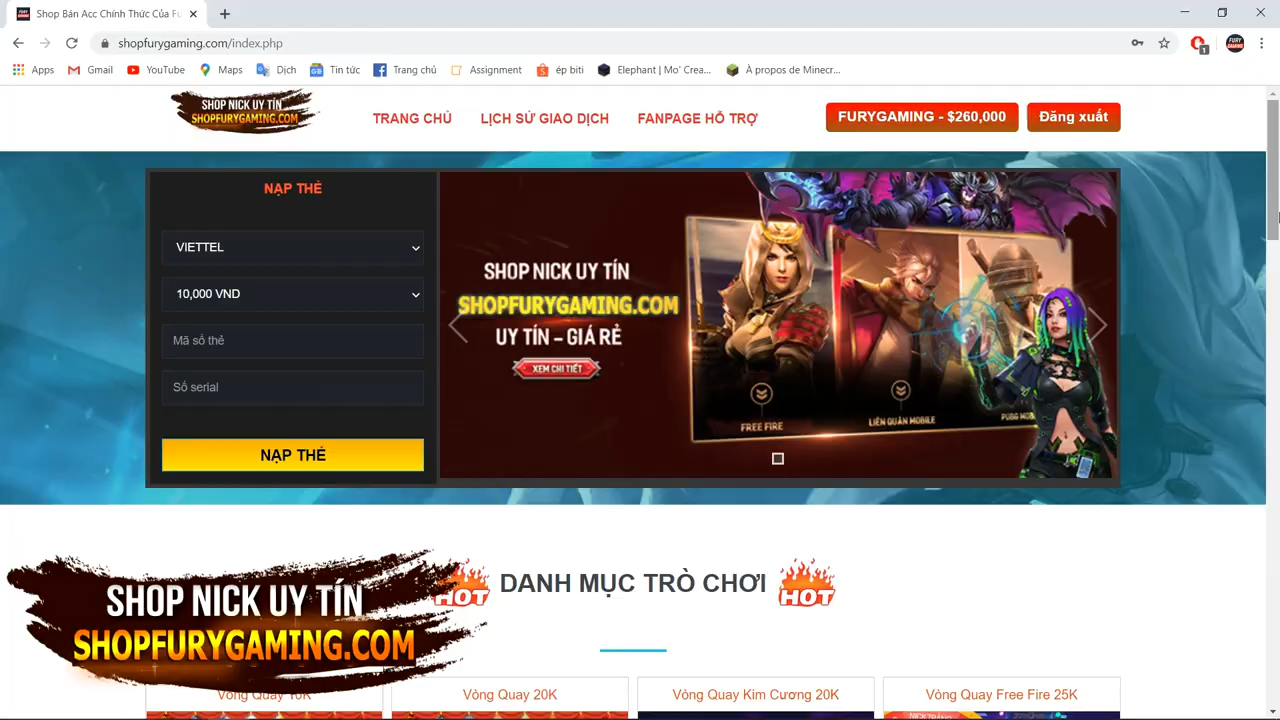 Shop Bán Acc Chính Thức Của Fu
shopfurygaming.com/index.php
Apps
Gmail
YouTube
Maps
Dịch
Tin tức
Trang chủ
Assignment
ép biti
Elephant | Mo' Crea...
À propos de Minecr...
SHOP NICK UY TÍN
SHOPFURYGAMING.COM
TRANG CHỦ
LỊCH SỬ GIAO DỊCH
FANPAGE HỖ TRỢ
FURYGAMING - $260,000
Đăng xuất
NẠP THẺ
VIETTEL
10,000 VND
Mã số thẻ
Số serial
NẠP THẺ
SHOP NICK UY TÍN
SHOPFURYGAMING.COM
UY TÍN – GIÁ RẺ
XEM CHI TIẾT
FREE FIRE
LIÊN QUÂN MOBILE
PUBG MOB
HOT DANH MỤC TRÒ CHƠI HOT
SHOP NICK UY TÍN
SHOPFURYGAMING.COM
Vòng Quay 10K
Vòng Quay 20K
Vòng Quay Kim Cương 20K
Vòng Quay Free Fire 25K